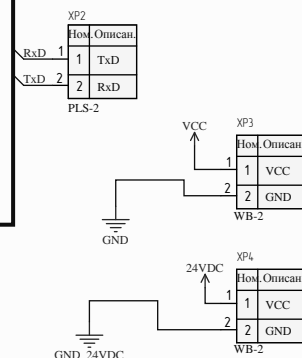 XP2
Ном. Описан.
RxD 1 1 TxD
TxD 2 2 RxD
PLS-2
VCC XP3
Ном. Описан
1 1 VCC
2 2 GND
WB-2
GND
XP4
24VDC
Ном. Описан
1 1 VCC
2 2 GND
WB-2
GND_24VDC